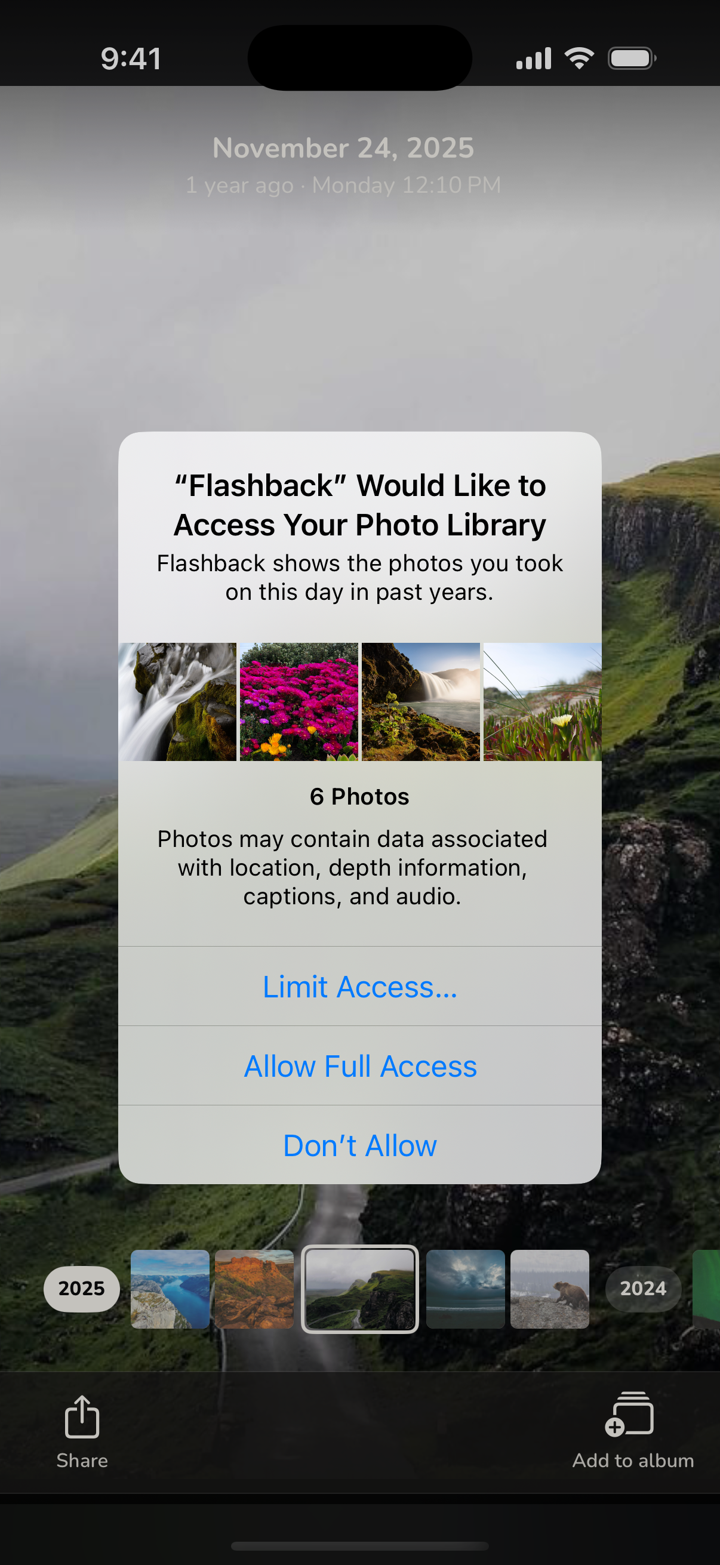 9:41
November 24, 2025
1 year ago · Monday 12:10 PM
“Flashback” Would Like to
Access Your Photo Library
Flashback shows the photos you took
on this day in past years.
6 Photos
Photos may contain data associated
with location, depth information,
captions, and audio.
Limit Access...
Allow Full Access
Don’t Allow
2025
2024
Share
Add to album